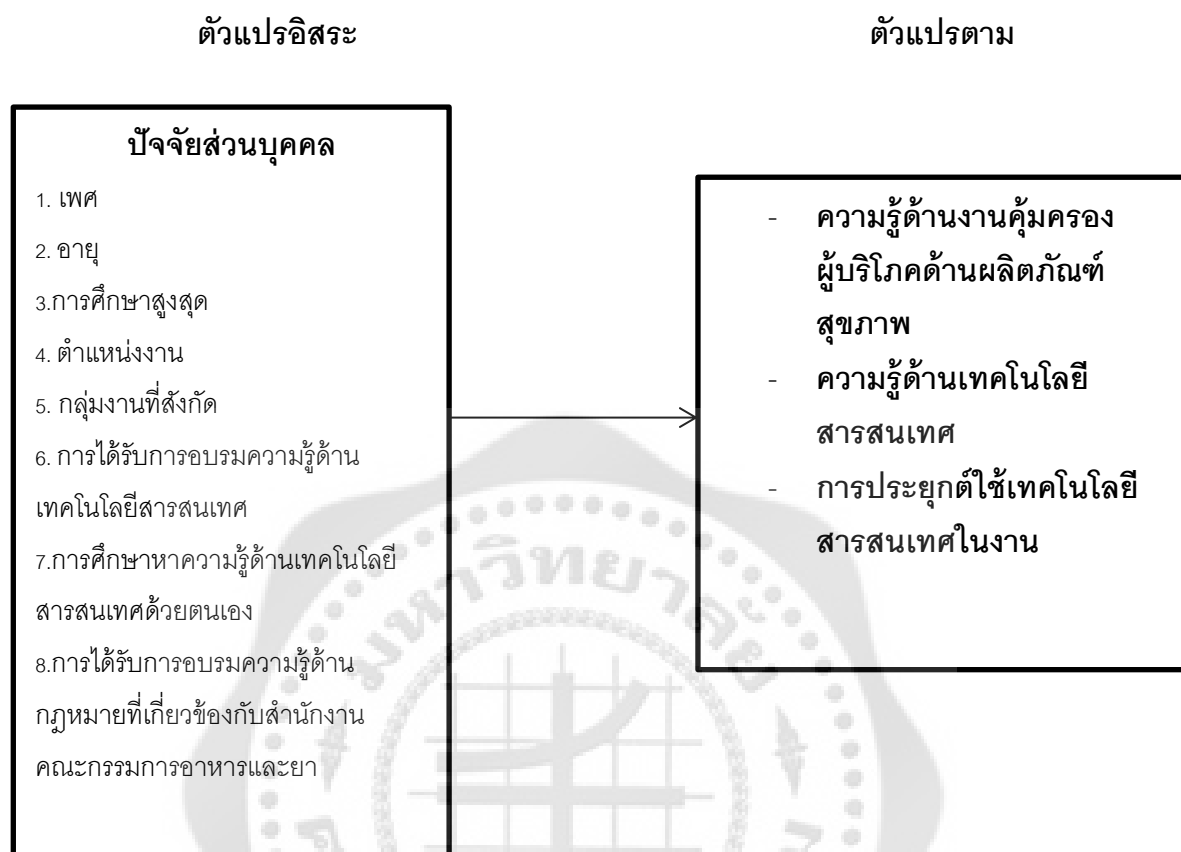 ตัวแปรอิสระ
ตัวแปรตาม
ปัจจัยส่วนบุคคล
1. เพศ
2. อายุ
3.การศึกษาสูงสุด
4. ตำแหน่งงาน
5. กลุ่มงานที่สังกัด
6. การได้รับการอบรมความรู้ด้าน
เทคโนโลยีสารสนเทศ
7.การศึกษาหาความรู้ด้านเทคโนโลยี
สารสนเทศด้วยตนเอง
8.การได้รับการอบรมความรู้ด้าน
กฎหมายที่เกี่ยวข้องกับสำนักงาน
คณะกรรมการอาหารและยา
- ความรู้ด้านงานคุ้มครอง
ผู้บริโภคด้านผลิตภัณฑ์
สุขภาพ
- ความรู้ด้านเทคโนโลยี
สารสนเทศ
- การประยุกต์ใช้เทคโนโลยี
สารสนเทศในงาน
มหาวิทยาลัย